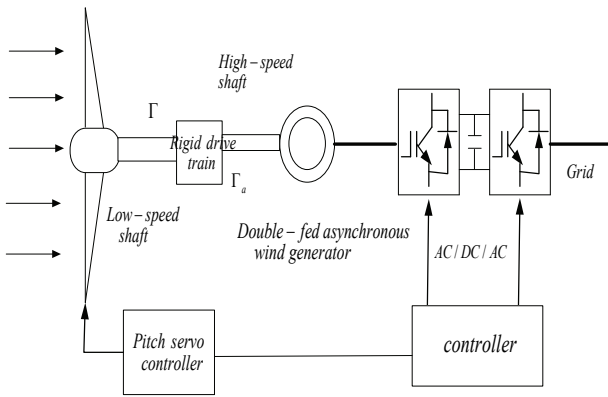 High – speed
shaft
Γ
Rigid drive
train
Γa
Low – speed
shaft
Double – fed asynchronous
wind generator
AC / DC / AC
Grid
Pitch servo
controller
controller